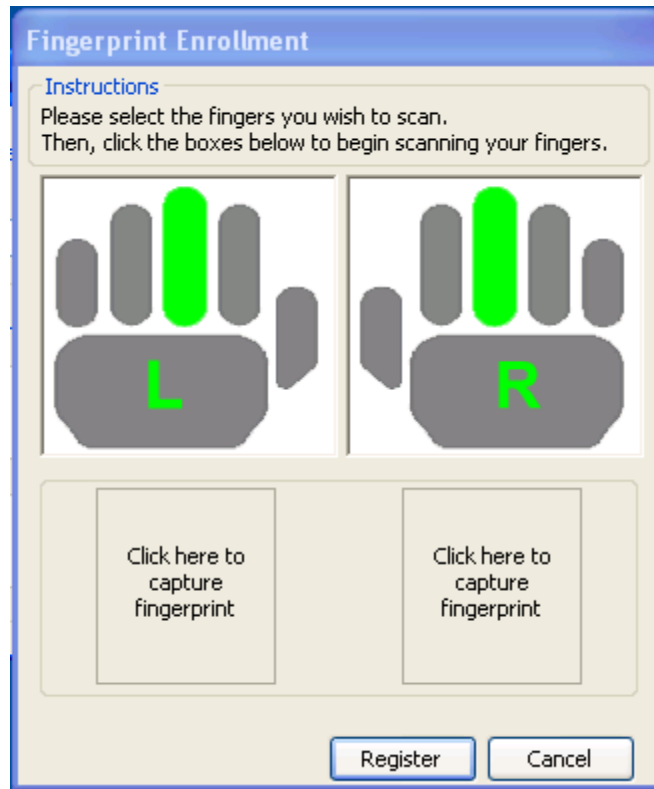 Fingerprint Enrollment
Instructions
Please select the fingers you wish to scan.
Then, click the boxes below to begin scanning your fingers.
L
R
Click here to
capture
fingerprint
Click here to
capture
fingerprint
Register
Cancel